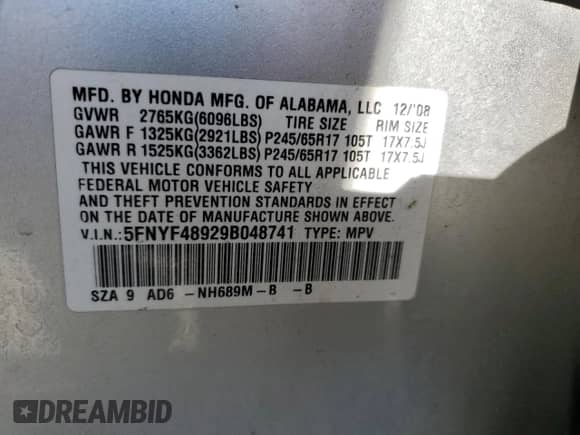 MFD. BY HONDA MFG. OF ALABAMA, LLC 12/'08
GVWR 2765KG(6096LBS) TIRE SIZE RIM SIZE
GAWR F 1325KG(2921LBS) P245/65R17 105T 17X7.5J
GAWR R 1525KG(3362LBS) P245/65R17 105T 17X7.5J
THIS VEHICLE CONFORMS TO ALL APPLICABLE
FEDERAL MOTOR VEHICLE SAFETY
AND THEFT PREVENTION STANDARDS IN EFFECT
ON THE DATE OF MANUFACTURE SHOWN ABOVE.
V.I.N.:5FNYF48929B048741 TYPE: MPV
SZA 9 AD6 -NH689M-B -B
DREAMBID